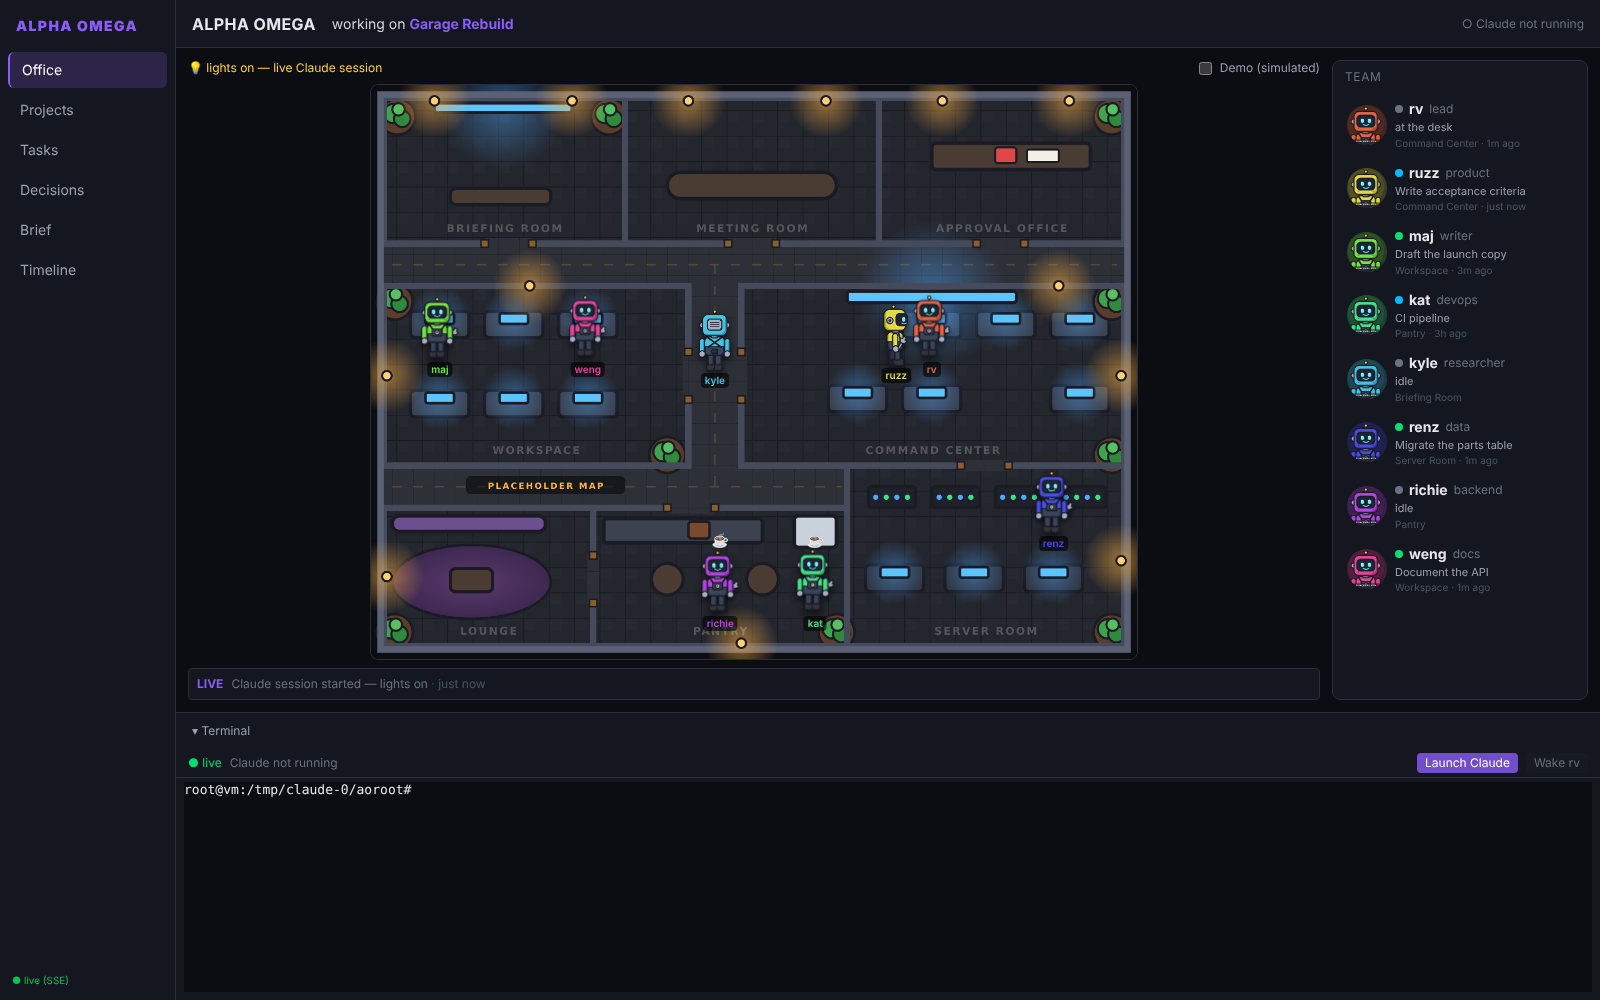 ALPHA OMEGA
Office
Projects
Tasks
Decisions
Brief
Timeline
live (SSE)
ALPHA OMEGA working on Garage Rebuild
Claude not running
lights on — live Claude session
Demo (simulated)
BRIEFING ROOM
MEETING ROOM
APPROVAL OFFICE
maj
weng
kyle
ruzz
rv
WORKSPACE
COMMAND CENTER
PLACEHOLDER MAP
renz
richie
kat
LOUNGE
PANTRY
SERVER ROOM
LIVE Claude session started — lights on · just now
TEAM
rv lead
at the desk
Command Center · 1m ago
ruzz product
Write acceptance criteria
Command Center · just now
maj writer
Draft the launch copy
Workspace · 3m ago
kat devops
CI pipeline
Pantry · 3h ago
kyle researcher
idle
Briefing Room
renz data
Migrate the parts table
Server Room · 1m ago
richie backend
idle
Pantry
weng docs
Document the API
Workspace · 1m ago
▾ Terminal
live Claude not running
Launch Claude
Wake rv
root@vm:/tmp/claude-0/aoroot#